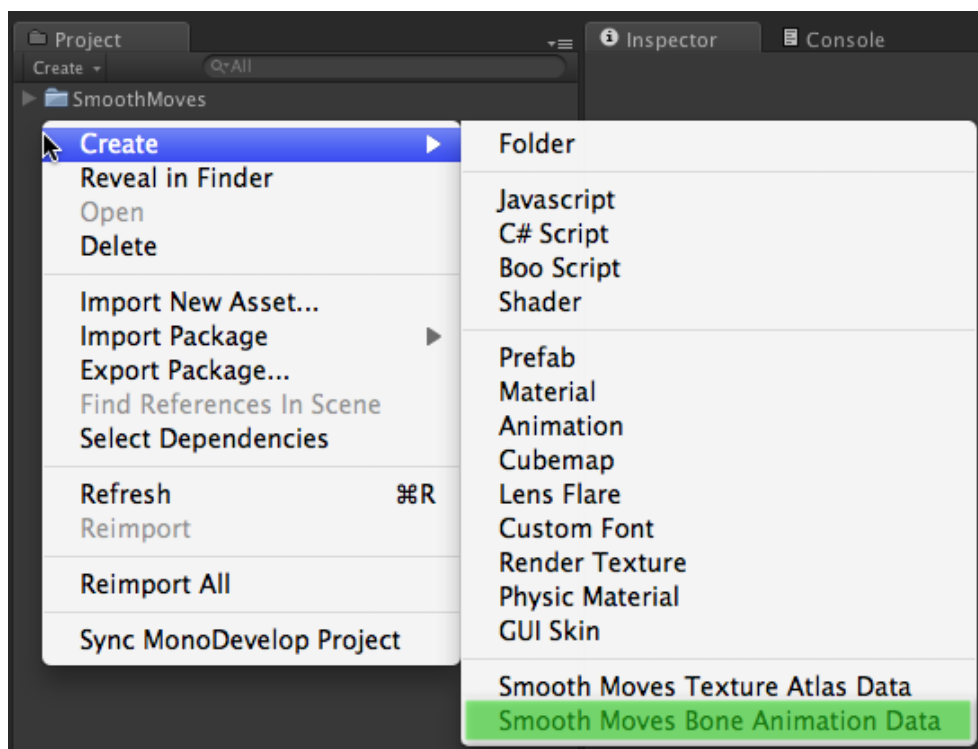 Project
Inspector
Console
Create
All
SmoothMoves
Create
Reveal in Finder
Open
Delete
Import New Asset...
Import Package
Export Package...
Find References In Scene
Select Dependencies
Refresh ⌘R
Reimport
Reimport All
Sync MonoDevelop Project
Folder
Javascript
C# Script
Boo Script
Shader
Prefab
Material
Animation
Cubemap
Lens Flare
Custom Font
Render Texture
Physic Material
GUI Skin
Smooth Moves Texture Atlas Data
Smooth Moves Bone Animation Data